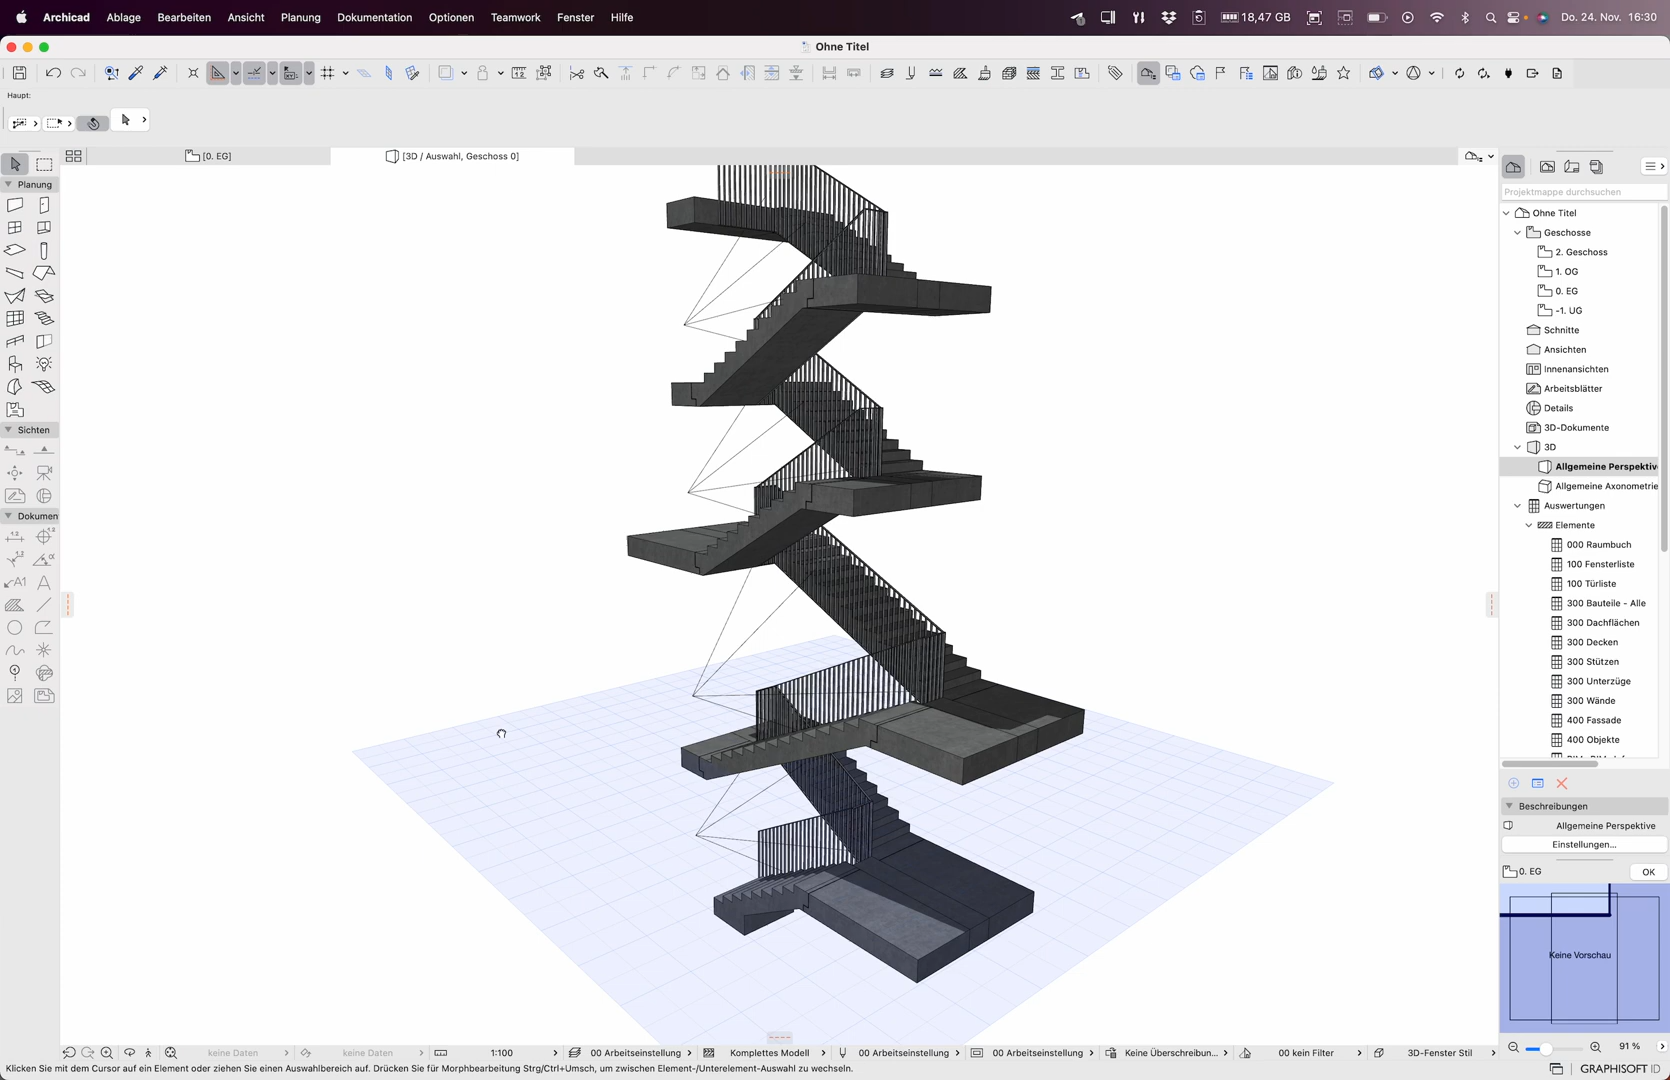 Archicad Ablage Bearbeiten Ansicht Planung Dokumentation Optionen Teamwork Fenster Hilfe 18,47 GB Do. 24. Nov. 16:30
Ohne Titel
Haupt:
[0. EG]
[3D / Auswahl, Geschoss 0]
Planung
Sichten
Dokumen
Projektmappe durchsuchen
Ohne Titel
Geschosse
2. Geschoss
1. OG
0. EG
-1. UG
Schnitte
Ansichten
Innenansichten
Arbeitsblätter
Details
3D-Dokumente
3D
Allgemeine Perspektiv
Allgemeine Axonometrie
Auswertungen
Elemente
000 Raumbuch
100 Fensterliste
100 Türliste
300 Bauteile - Alle
300 Dachflächen
300 Decken
300 Stützen
300 Unterzüge
300 Wände
400 Fassade
400 Objekte
Beschreibungen
Allgemeine Perspektive
Einstellungen...
0. EG OK
Keine Vorschau
keine Daten keine Daten 1:100 00 Arbeitseinstellung Komplettes Modell 00 Arbeitseinstellung 00 Arbeitseinstellung Keine Überschreibun... 00 kein Filter 3D-Fenster Stil 91 %
Klicken Sie mit dem Cursor auf ein Element oder ziehen Sie einen Auswahlbereich auf. Drücken Sie für Morphbearbeitung Strg/Ctrl+Umsch, um zwischen Element-/Unterelement-Auswahl zu wechseln. GRAPHISOFT ID